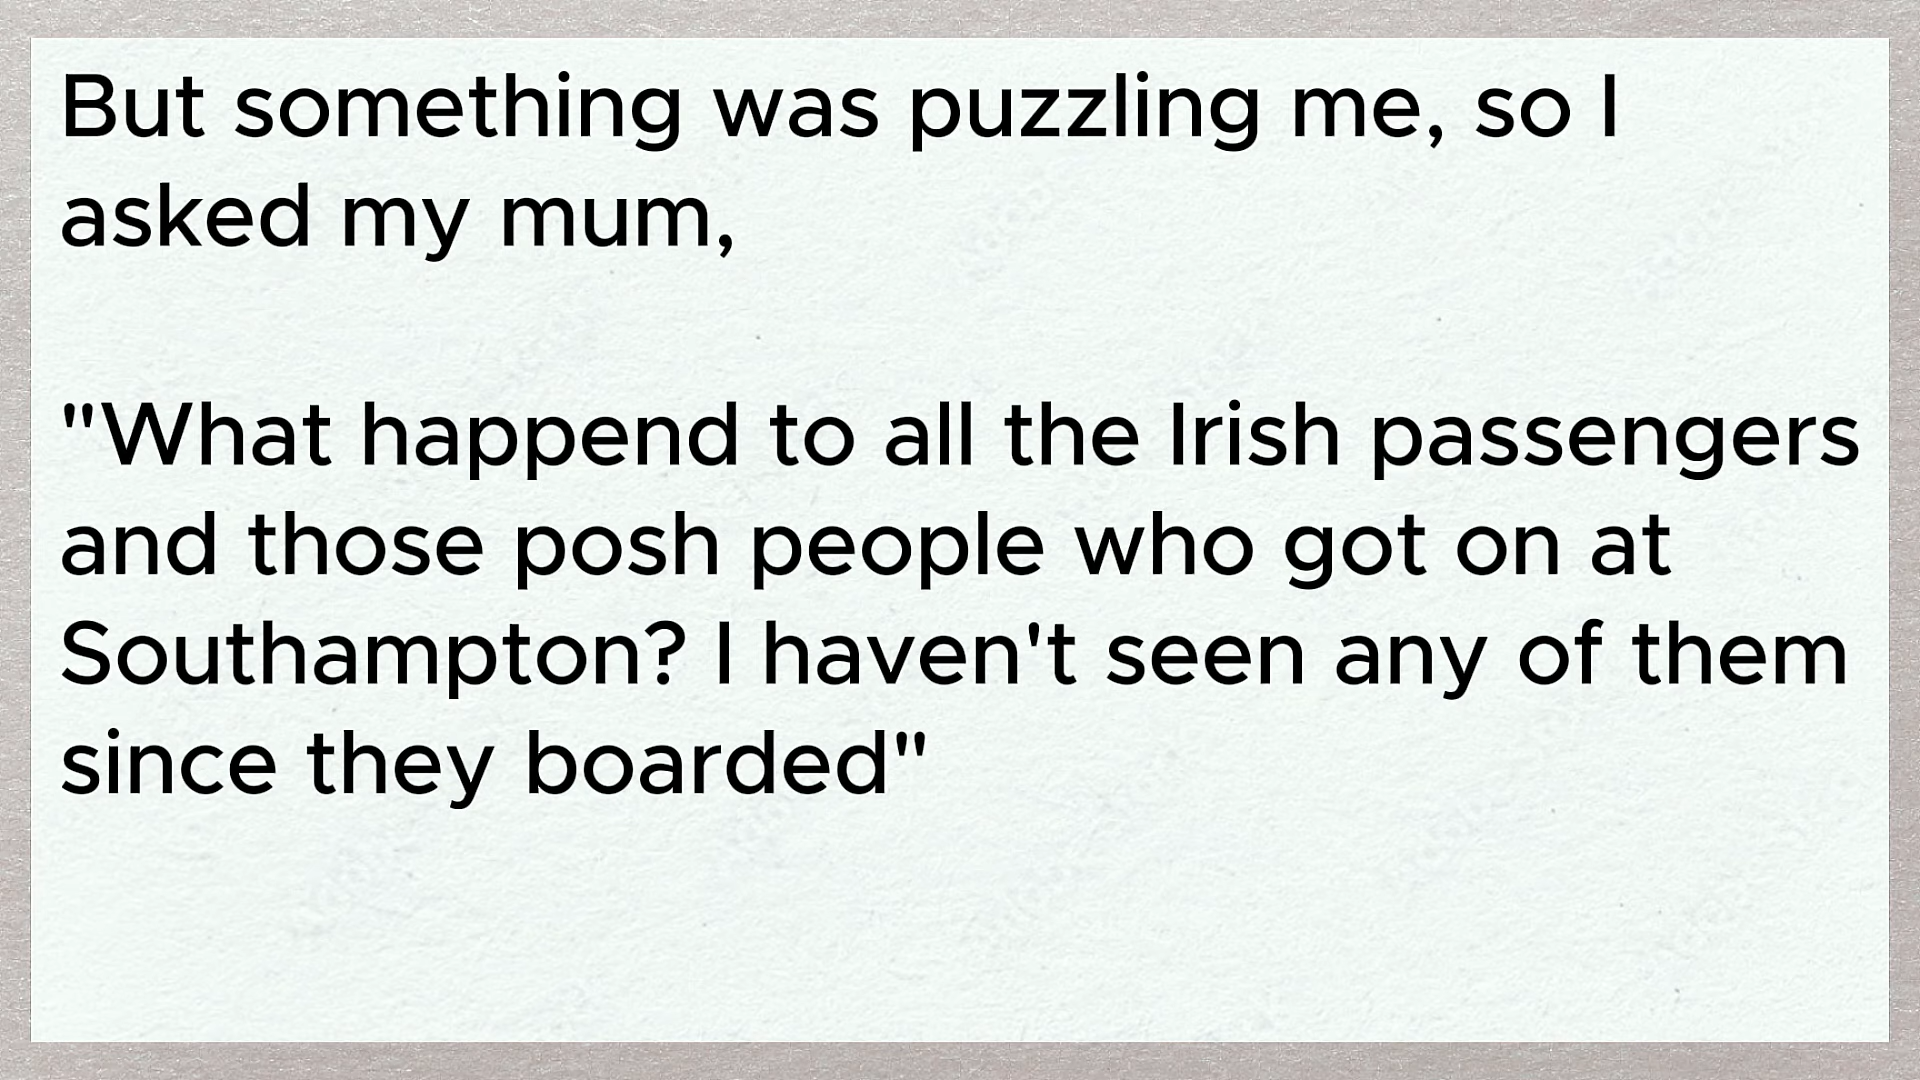 But something was puzzling me, so I
asked my mum,
"What happend to all the Irish passengers
and those posh people who got on at
Southampton? I haven't seen any of them
since they boarded"